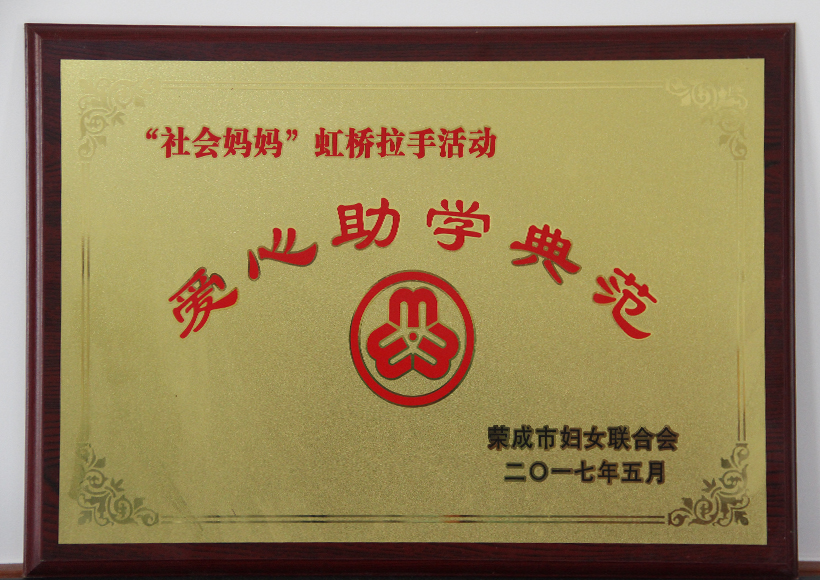 “社会妈妈”虹桥拉手活动
爱心助学典范
荣成市妇女联合会
二〇一七年五月